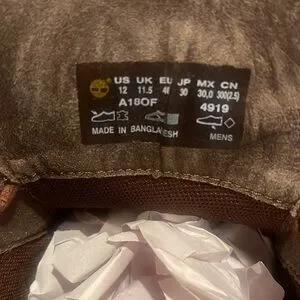 US UK EU JP MX CN
12 11.5 30 30,0 300(2.5)
A18OF 4919
MADE IN BANGLADESH MENS